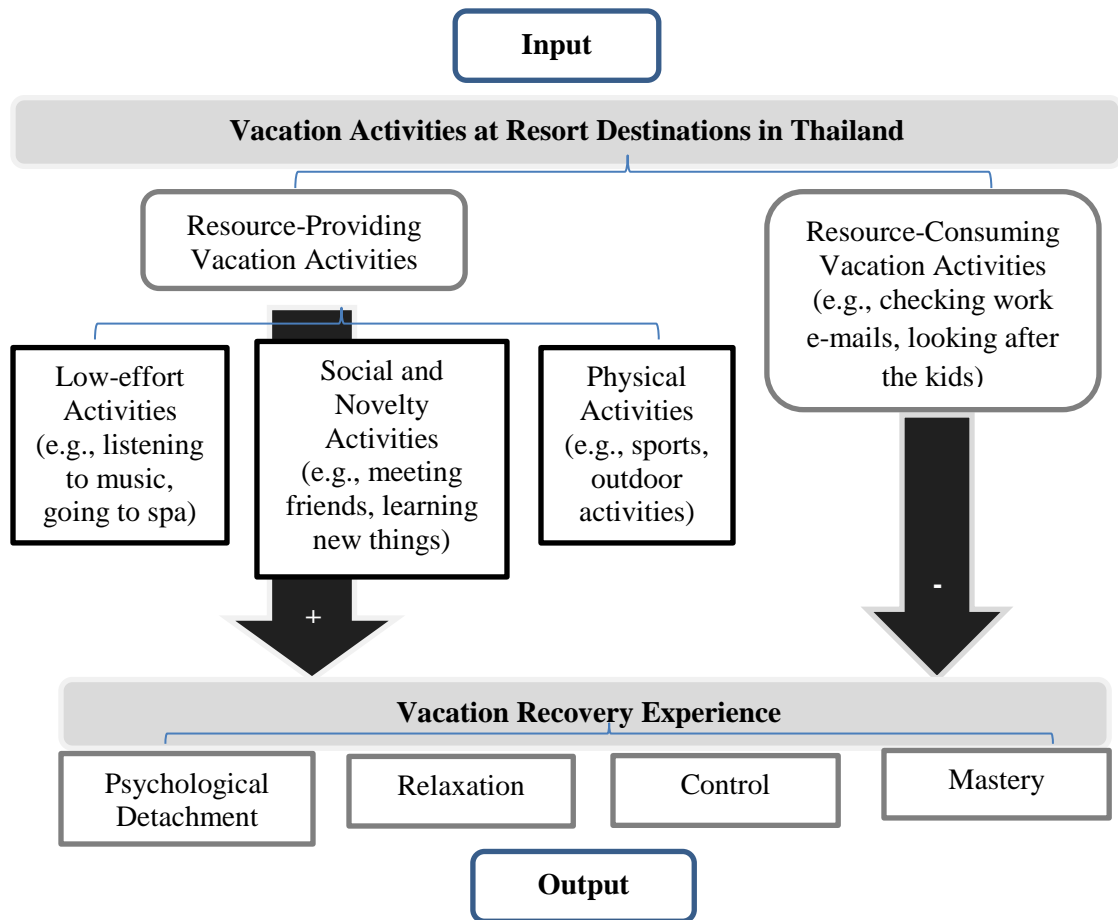 Input
Vacation Activities at Resort Destinations in Thailand
Resource-Providing
Vacation Activities
Resource-Consuming
Vacation Activities
(e.g., checking work
e-mails, looking after
the kids)
Low-effort
Activities
(e.g., listening
to music,
going to spa)
Social and
Novelty
Activities
(e.g., meeting
friends, learning
new things)
Physical
Activities
(e.g., sports,
outdoor
activities)
+
-
Vacation Recovery Experience
Psychological
Detachment
Relaxation
Control
Mastery
Output